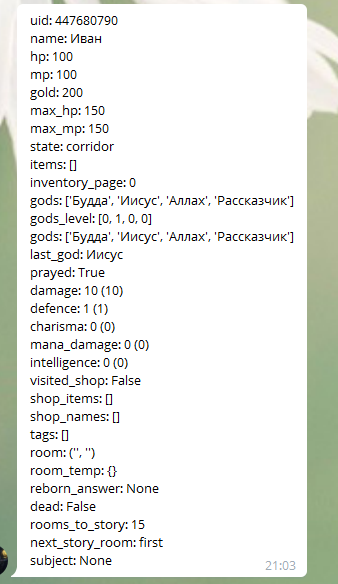 uid: 447680790
name: Иван
hp: 100
mp: 100
gold: 200
max_hp: 150
max_mp: 150
state: corridor
items: []
inventory_page: 0
gods: ['Будда', 'Иисус', 'Аллах', 'Рассказчик']
gods_level: [0, 1, 0, 0]
gods: ['Будда', 'Иисус', 'Аллах', 'Рассказчик']
last_god: Иисус
prayed: True
damage: 10 (10)
defence: 1 (1)
charisma: 0 (0)
mana_damage: 0 (0)
intelligence: 0 (0)
visited_shop: False
shop_items: []
shop_names: []
tags: []
room: ('', '')
room_temp: {}
reborn_answer: None
dead: False
rooms_to_story: 15
next_story_room: first
subject: None
21:03